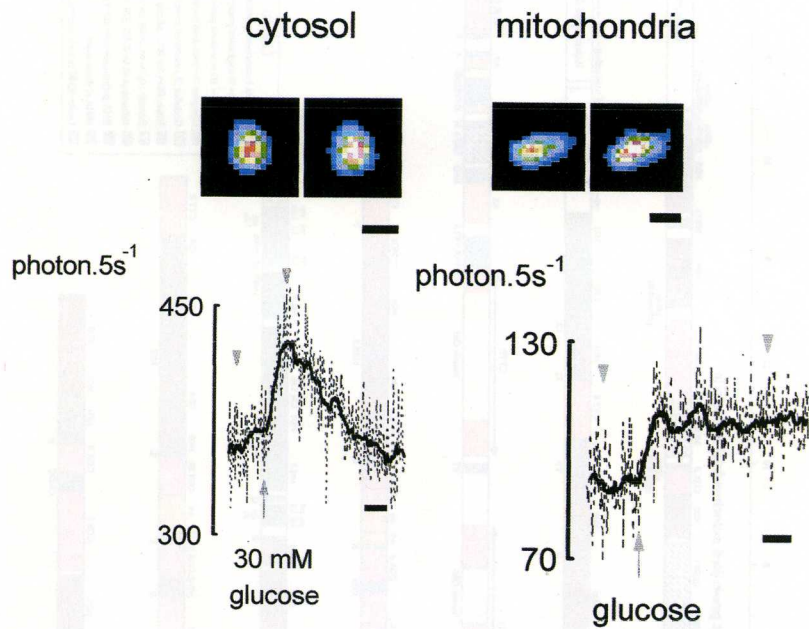 cytosol
mitochondria
photon.5s⁻¹
450
300
30 mM
glucose
photon.5s⁻¹
130
70
glucose